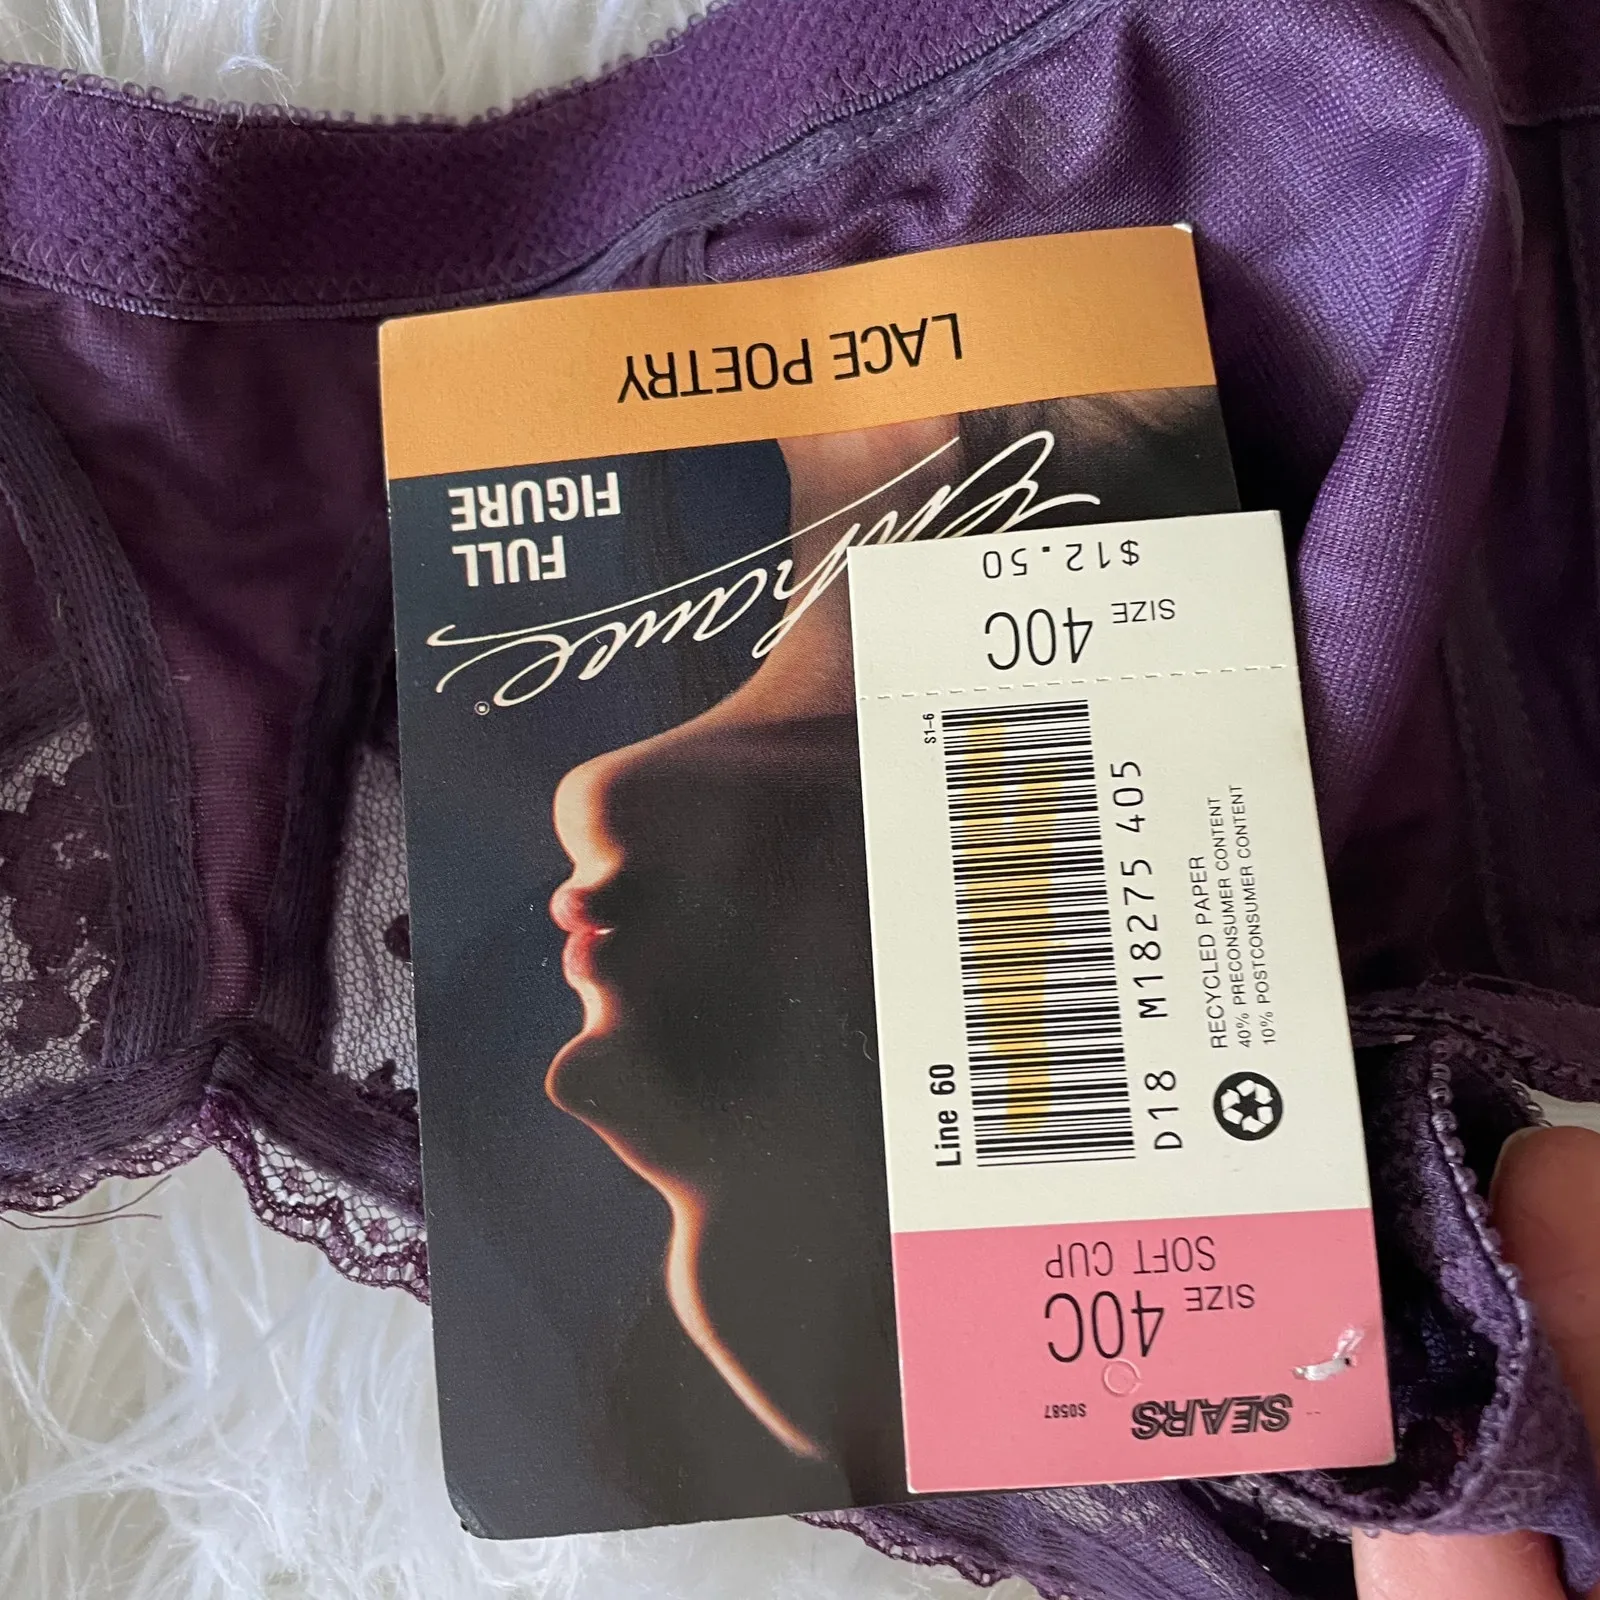 LACE POETRY
FULL
FIGURE
®
$12.50
SIZE 40C
S1-6
Line 60
D18 M18275 405
RECYCLED PAPER
40% PRECONSUMER CONTENT
10% POSTCONSUMER CONTENT
SOFT CUP
SIZE 40C
SEARS
S0587